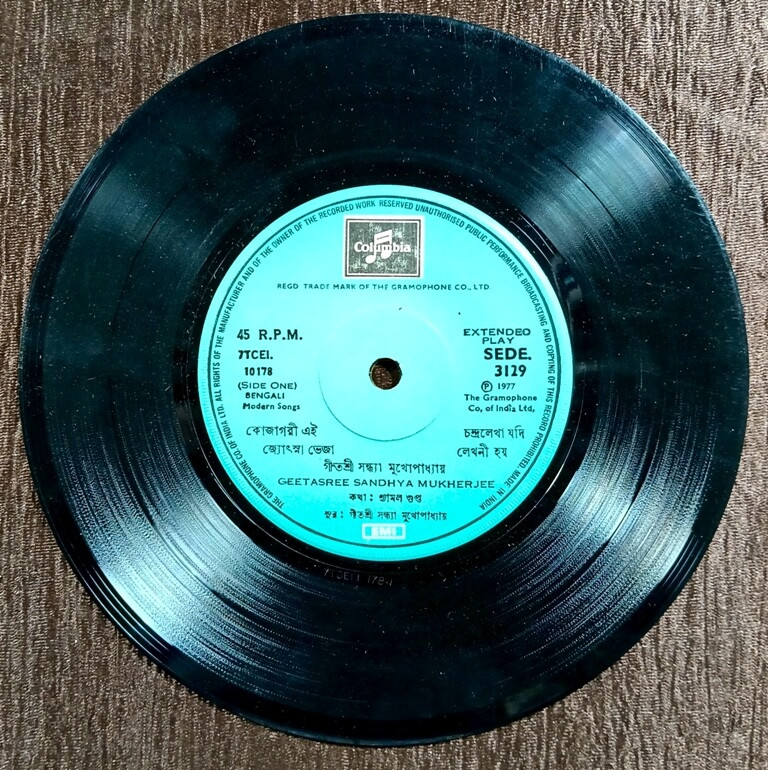 THE GRAMOPHONE CO. OF INDIA LTD. ALL RIGHTS OF THE MANUFACTURER AND OF THE OWNER OF THE RECORDED WORK RESERVED UNAUTHORISED PUBLIC PERFORMANCE BROADCASTING AND COPYING OF THIS RECORD PROHIBITED. MADE IN INDIA
Columbia
REGD TRADE MARK OF THE GRAMOPHONE CO., LTD.
45 R.P.M.
7TCEI.
10178
(SIDE ONE)
BENGALI
Modern Songs
EXTENDED
PLAY
SEDE.
3129
Ⓟ 1977
The Gramophone
Co, of India Ltd,
কোজাগরী এই
জ্যোৎস্না ভেজা
চন্দ্রলেখা যদি
লেখনী হয়
গীতশ্রী সন্ধ্যা মুখোপাধ্যায়
GEETASREE SANDHYA MUKHERJEE
কথা : শ্যামল গুপ্ত
সুর : গীতশ্রী সন্ধ্যা মুখোপাধ্যায়
EMI